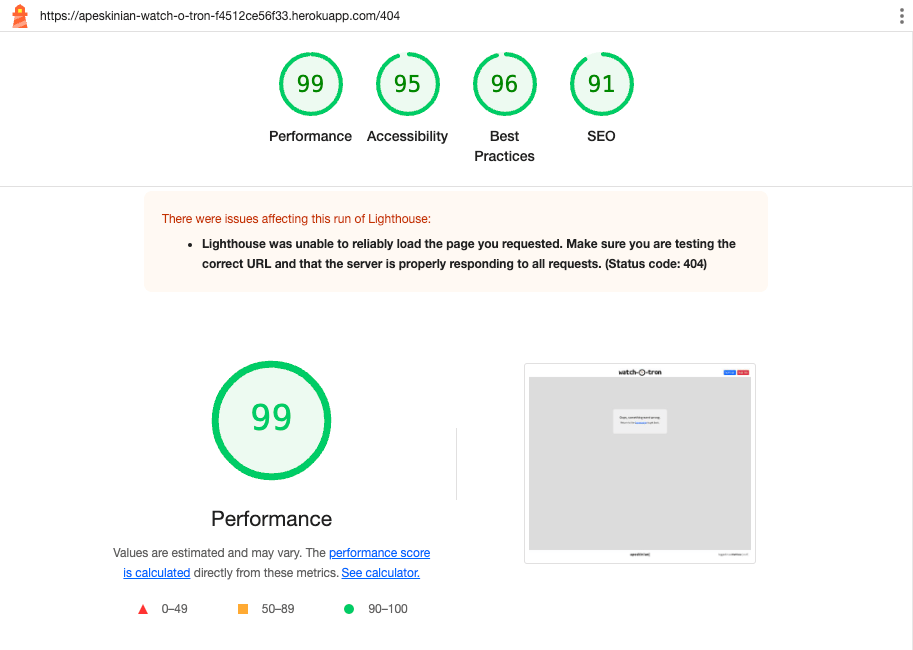 https://apeskinian-watch-o-tron-f4512ce56f33.herokuapp.com/404
99
95
96
91
Performance
Accessibility
Best
Practices
SEO
There were issues affecting this run of Lighthouse:
• Lighthouse was unable to reliably load the page you requested. Make sure you are testing the
correct URL and that the server is properly responding to all requests. (Status code: 404)
99
watch-o-tron
Performance
Values are estimated and may vary. The performance score
is calculated directly from these metrics. See calculator.
0–49
50–89
90–100